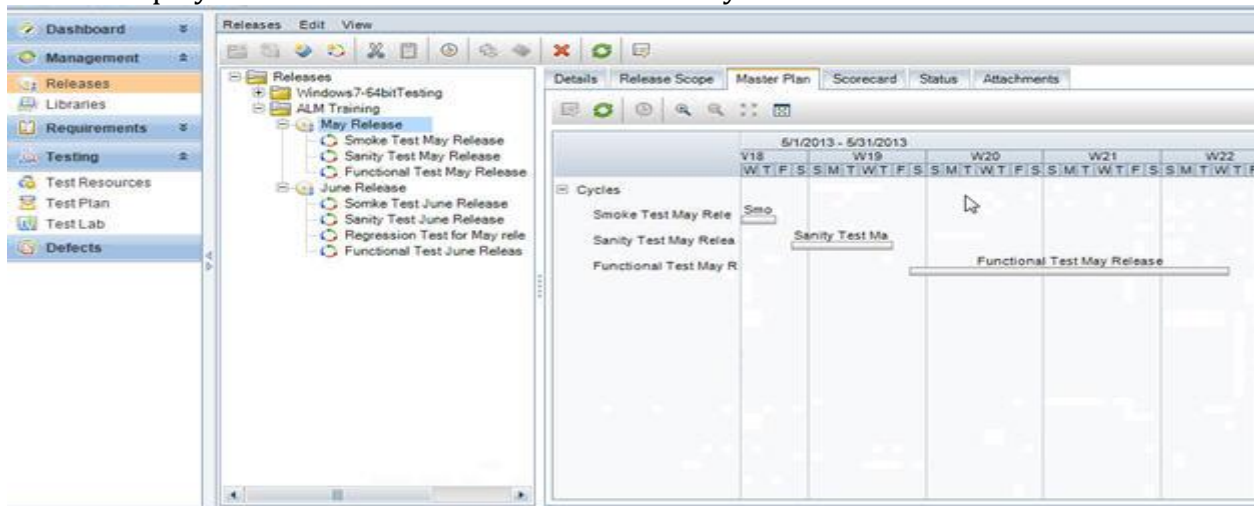 Dashboard
Management
Releases
Libraries
Requirements
Testing
Test Resources
Test Plan
Test Lab
Defects
Releases Edit View
Releases
Windows7-64bitTesting
ALM Training
May Release
Smoke Test May Release
Sanity Test May Release
Functional Test May Release
June Release
Somke Test June Release
Sanity Test June Release
Regression Test for May rele
Functional Test June Releas
Details Release Scope Master Plan Scorecard Status Attachments
5/1/2013 - 5/31/2013
V18 W19 W20 W21 W22
W T F S S M T W T F S S M T W T F S S M T W T F S S M T W T F
Cycles
Smoke Test May Rele Smo
Sanity Test May Relea Sanity Test Ma
Functional Test May R Functional Test May Release